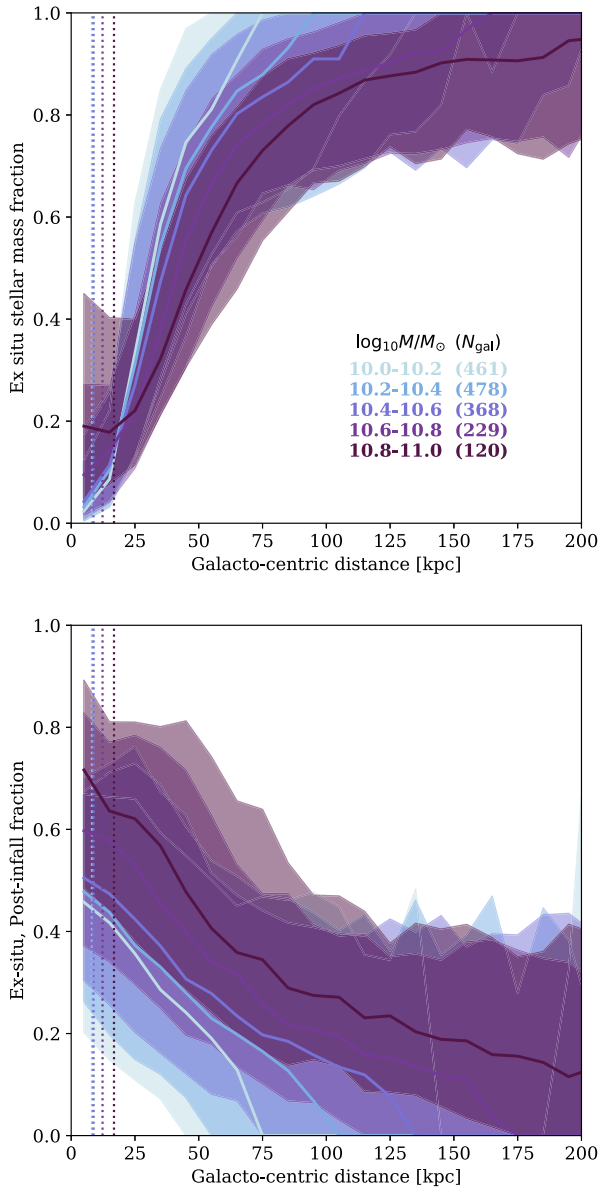 1.0
0.8
0.6
0.4
0.2
0.0
Ex situ stellar mass fraction
log₁₀M/M⊙ (N_gal)
10.0-10.2 (461)
10.2-10.4 (478)
10.4-10.6 (368)
10.6-10.8 (229)
10.8-11.0 (120)
0 25 50 75 100 125 150 175 200
Galacto-centric distance [kpc]
1.0
0.8
0.6
0.4
0.2
0.0
Ex-situ, Post-infall fraction
0 25 50 75 100 125 150 175 200
Galacto-centric distance [kpc]